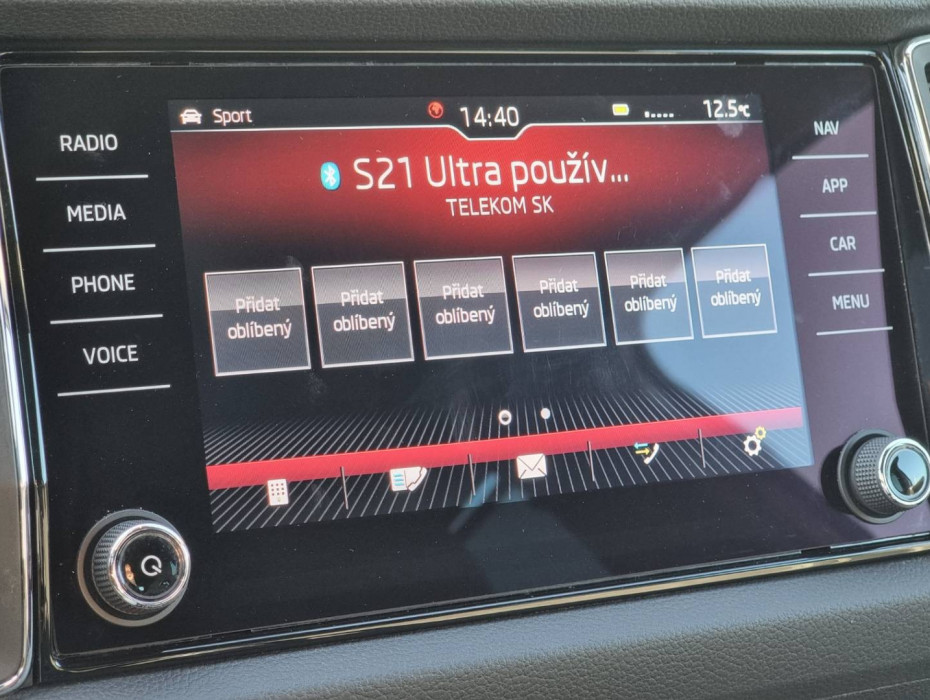 RADIO
MEDIA
PHONE
VOICE
Sport
14:40
12.5°C
S21 Ultra použív...
TELEKOM SK
Přidat
oblíbený
Přidat
oblíbený
Přidat
oblíbený
Přidat
oblíbený
Přidat
oblíbený
Přidat
oblíbený
NAV
APP
CAR
MENU